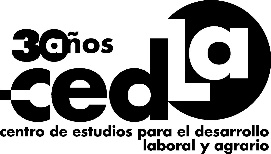 30 años
cedla
centro de estudios para el desarrollo
laboral y agrario